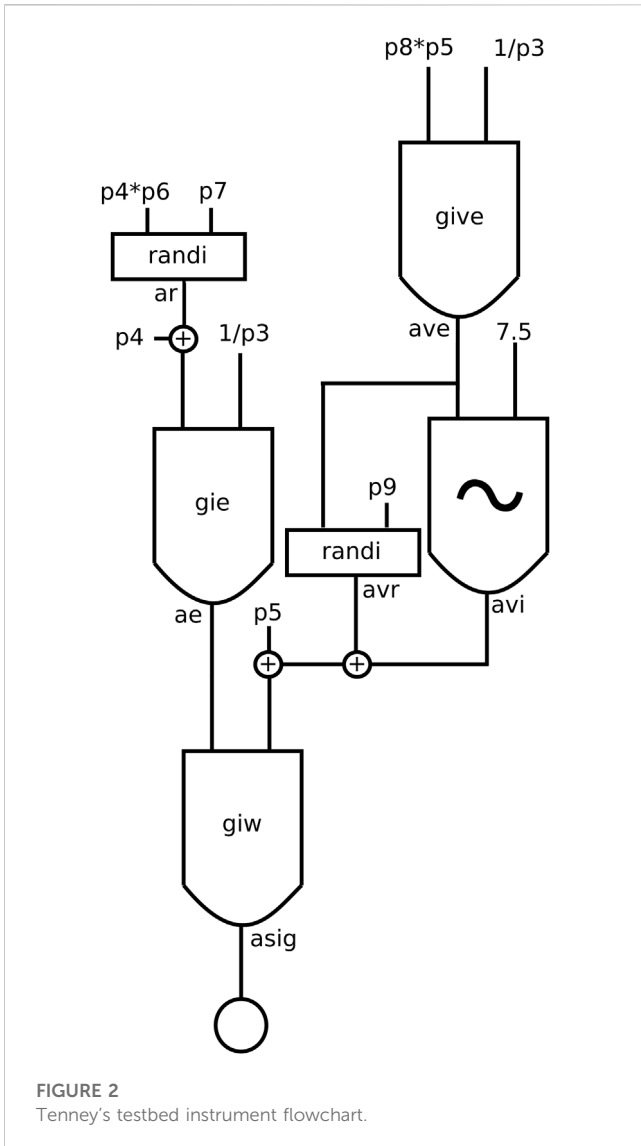 p8*p5 1/p3
give
p4*p6 p7
randi
ar
p4 + 1/p3
ave 7.5
gie
p9
randi
avr
avi
ae p5
+ +
giw
asig
FIGURE 2
Tenney's testbed instrument flowchart.